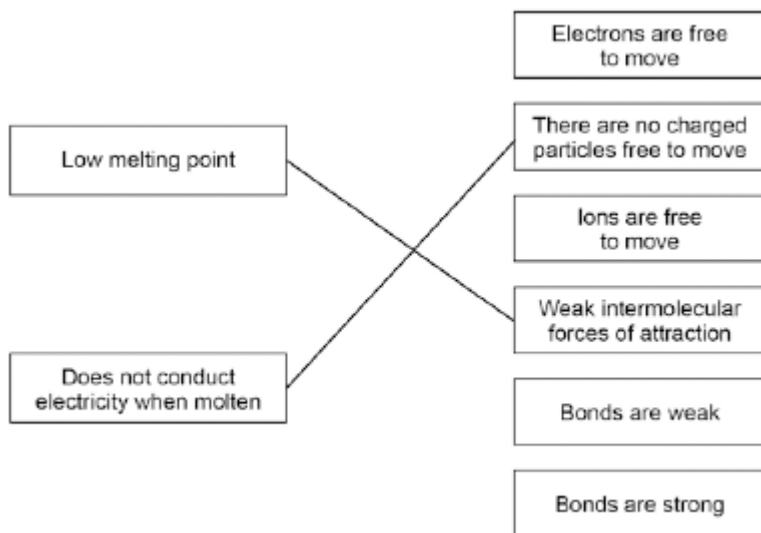 Electrons are free
to move
Low melting point
There are no charged
particles free to move
Ions are free
to move
Weak intermolecular
forces of attraction
Does not conduct
electricity when molten
Bonds are weak
Bonds are strong